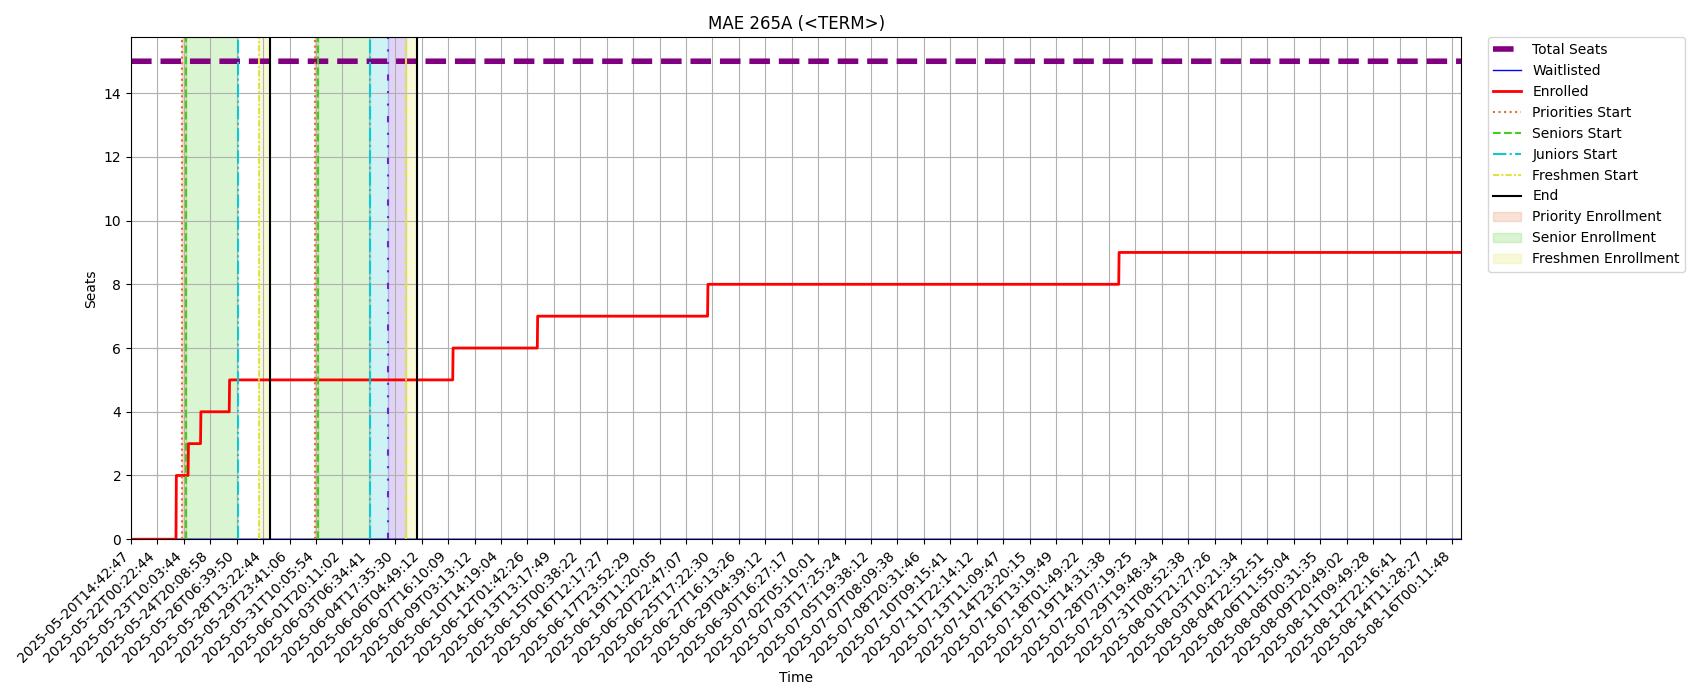 MAE 265A (<TERM>)
Seats
14
12
10
8
6
4
2
0
2025-05-20T14:42:47
2025-05-22T00:22:44
2025-05-23T10:03:44
2025-05-24T20:08:58
2025-05-26T06:39:50
2025-05-28T13:22:44
2025-05-29T23:41:06
2025-05-31T10:05:54
2025-06-01T20:11:02
2025-06-03T06:34:41
2025-06-04T17:35:30
2025-06-06T04:49:12
2025-06-07T16:10:09
2025-06-09T03:13:12
2025-06-10T14:19:04
2025-06-12T01:42:26
2025-06-13T13:17:49
2025-06-15T00:38:22
2025-06-16T12:17:27
2025-06-17T23:52:29
2025-06-19T11:20:05
2025-06-20T22:47:07
2025-06-25T17:22:30
2025-06-27T16:13:26
2025-06-29T04:39:12
2025-06-30T16:27:17
2025-07-02T05:10:01
2025-07-03T17:25:24
2025-07-05T19:38:12
2025-07-07T08:09:38
2025-07-08T20:31:46
2025-07-10T09:15:41
2025-07-11T22:14:12
2025-07-13T11:09:47
2025-07-14T23:20:15
2025-07-16T13:19:49
2025-07-18T01:49:22
2025-07-19T14:31:38
2025-07-28T07:19:25
2025-07-29T19:48:34
2025-07-31T08:52:38
2025-08-01T21:27:26
2025-08-03T10:21:34
2025-08-04T22:52:51
2025-08-06T11:55:04
2025-08-08T00:31:35
2025-08-09T20:49:02
2025-08-11T09:49:28
2025-08-12T22:16:41
2025-08-14T11:28:27
2025-08-16T00:11:48
Time
Total Seats
Waitlisted
Enrolled
Priorities Start
Seniors Start
Juniors Start
Freshmen Start
End
Priority Enrollment
Senior Enrollment
Freshmen Enrollment